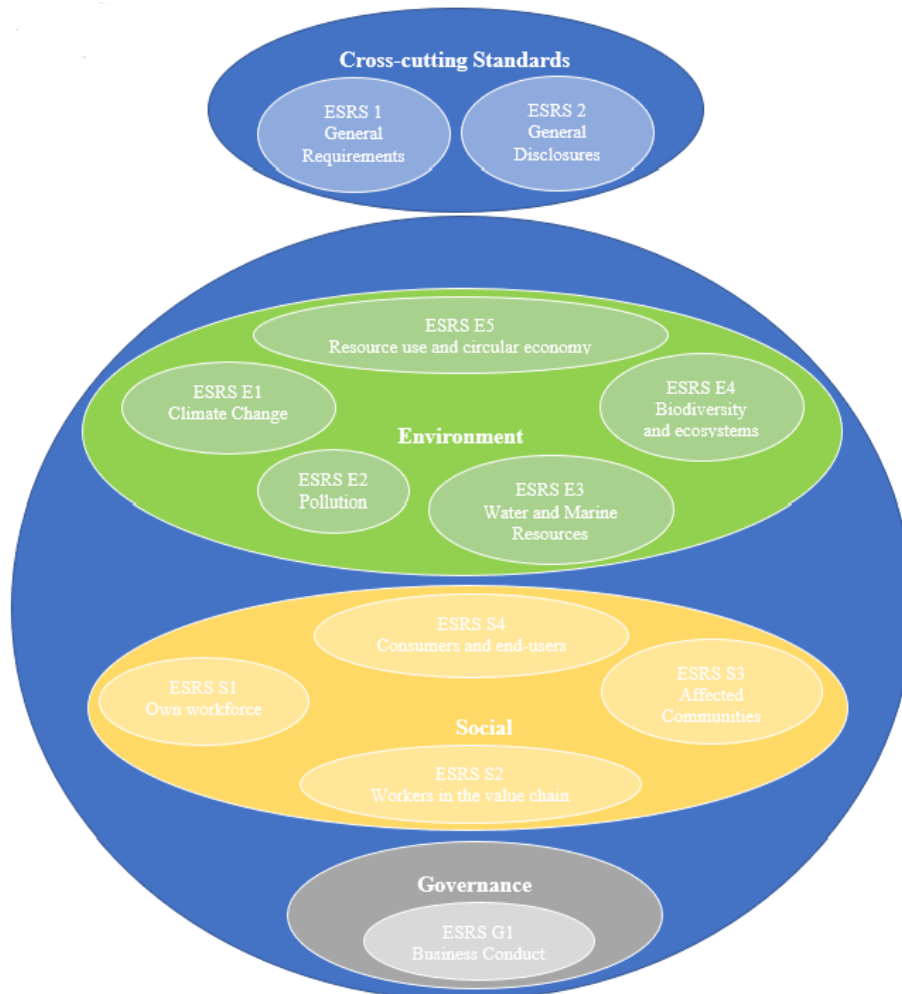 Cross-cutting Standards
ESRS 1
General
Requirements
ESRS 2
General
Disclosures
ESRS E5
Resource use and circular economy
ESRS E1
Climate Change
ESRS E4
Biodiversity
and ecosystems
Environment
ESRS E2
Pollution
ESRS E3
Water and Marine
Resources
ESRS S4
Consumers and end-users
ESRS S1
Own workforce
ESRS S3
Affected
Communities
Social
ESRS S2
Workers in the value chain
Governance
ESRS G1
Business Conduct